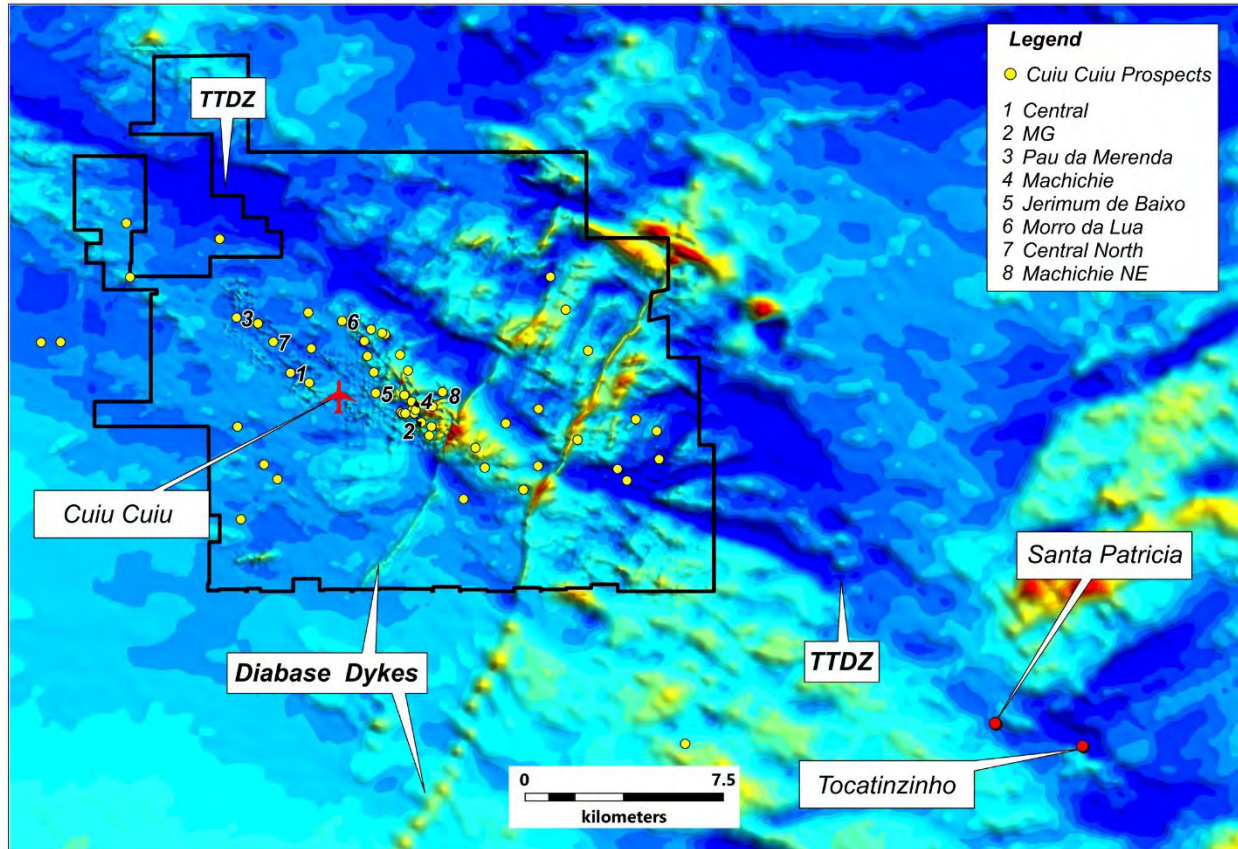 Legend
Cuiu Cuiu Prospects
1 Central
2 MG
3 Pau da Merenda
4 Machichie
5 Jerimum de Baixo
6 Morro da Lua
7 Central North
8 Machichie NE
TTDZ
3
6
7
1
5
4
8
2
Cuiu Cuiu
Santa Patricia
Diabase Dykes
TTDZ
Tocatinzinho
0 7.5
kilometers